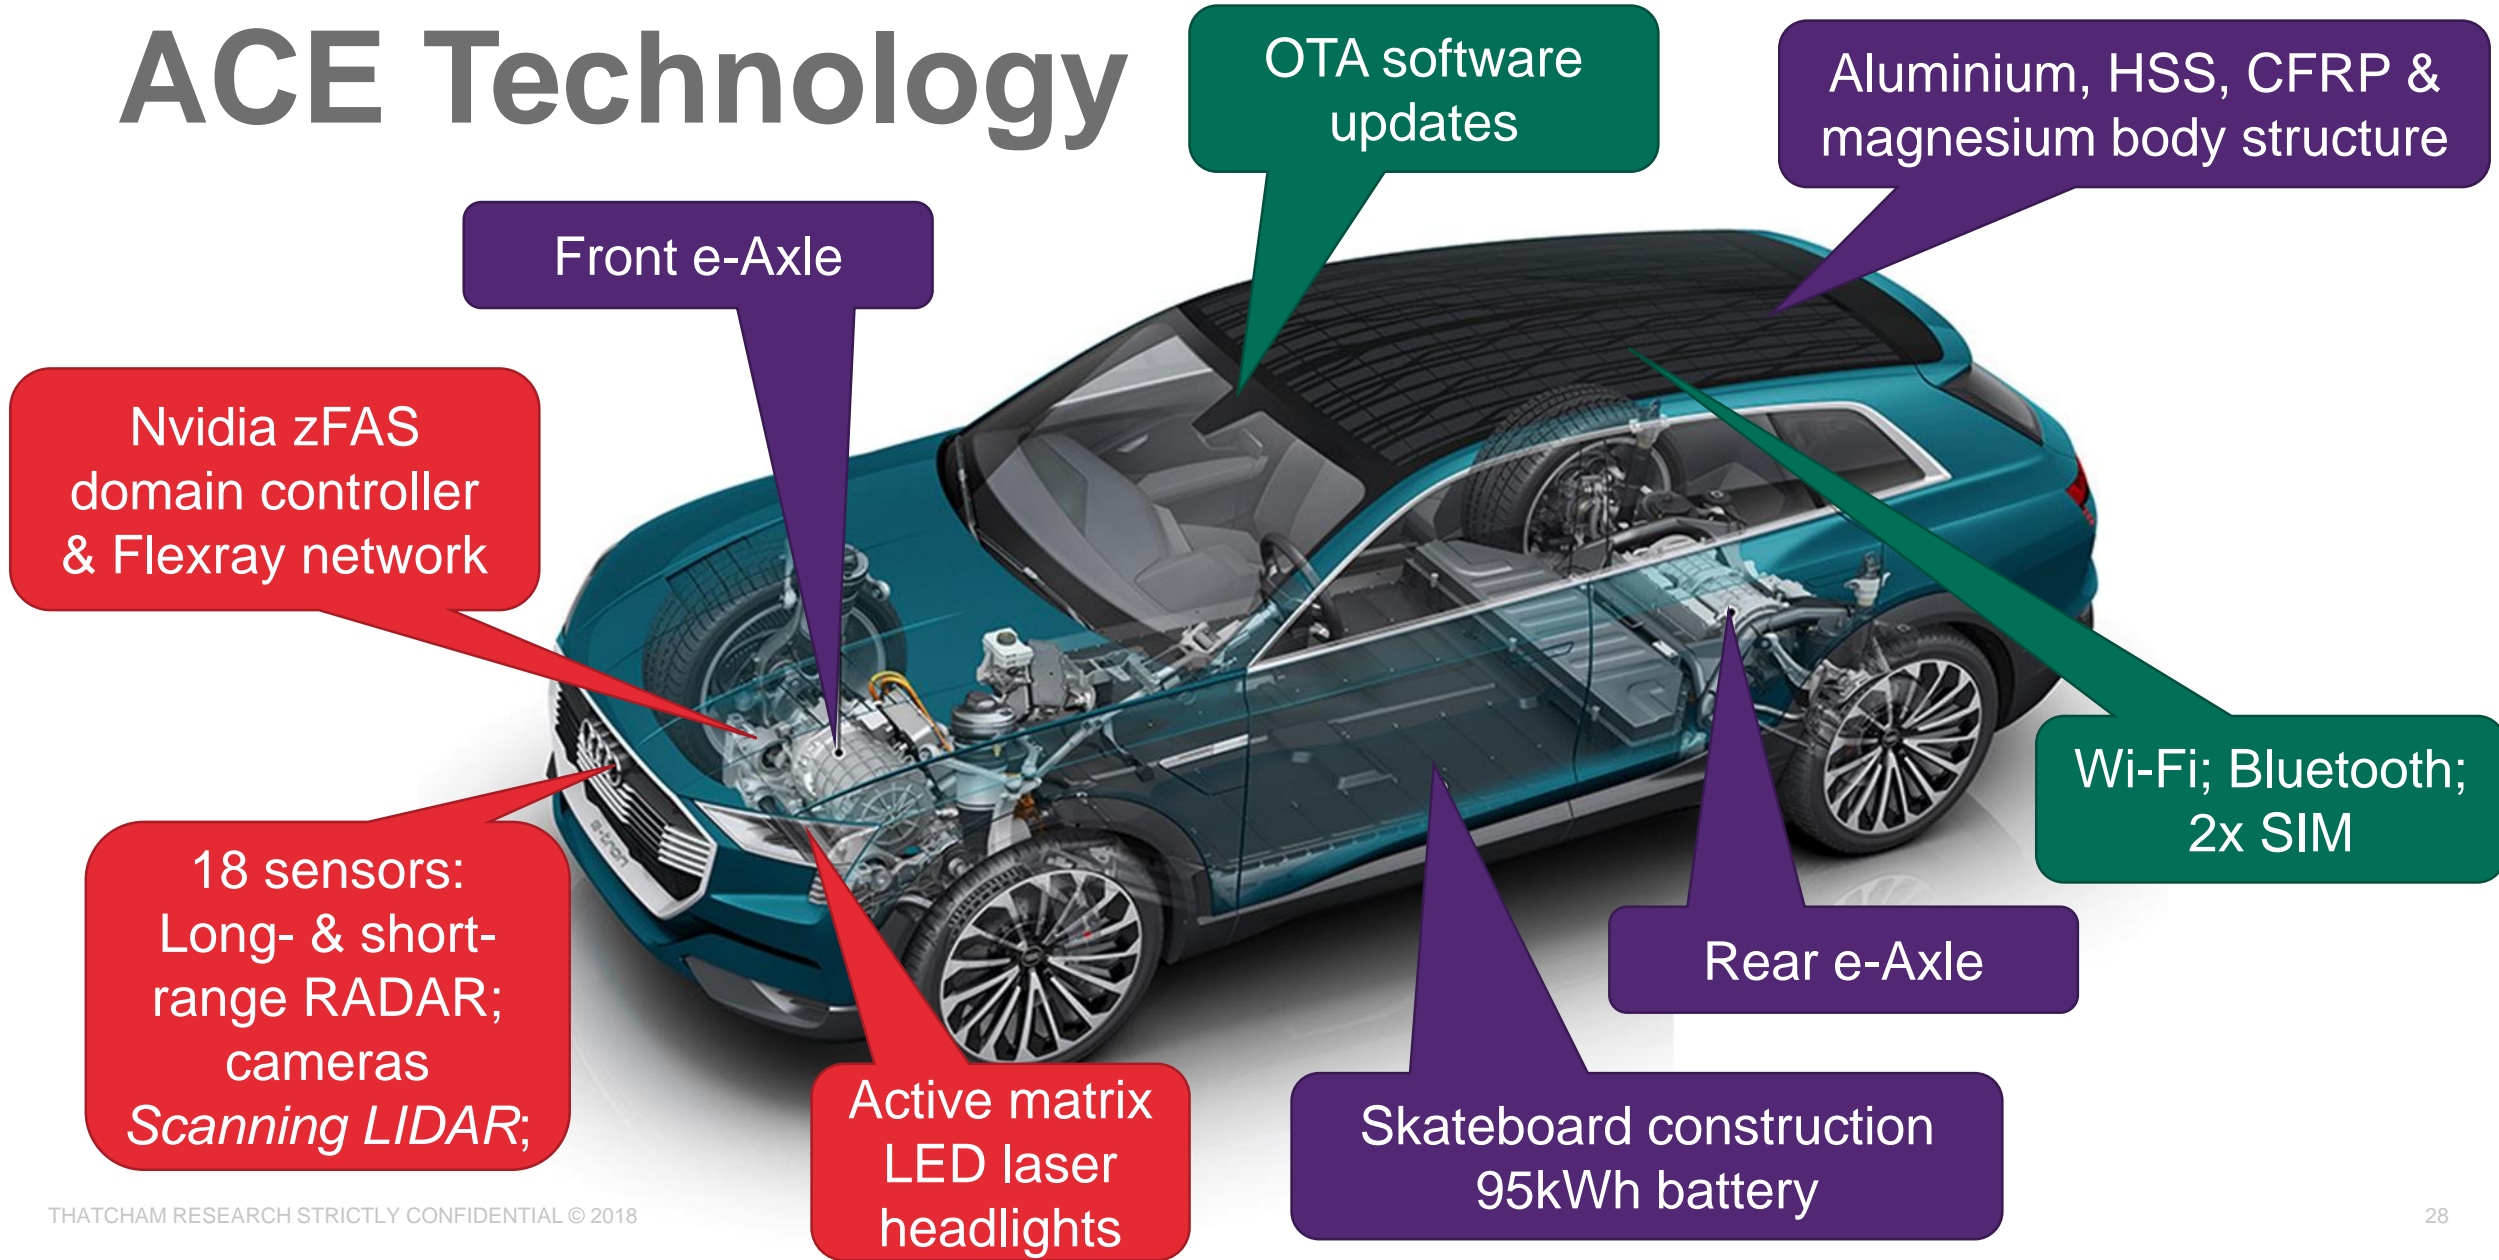 ACE Technology
OTA software
updates
Aluminium, HSS, CFRP &
magnesium body structure
Front e-Axle
Nvidia zFAS
domain controller
& Flexray network
Wi-Fi; Bluetooth;
2x SIM
18 sensors:
Long- & short-
range RADAR;
cameras
Scanning LIDAR;
e-tron
Rear e-Axle
Active matrix
LED laser
headlights
Skateboard construction
95kWh battery
THATCHAM RESEARCH STRICTLY CONFIDENTIAL © 2018
28